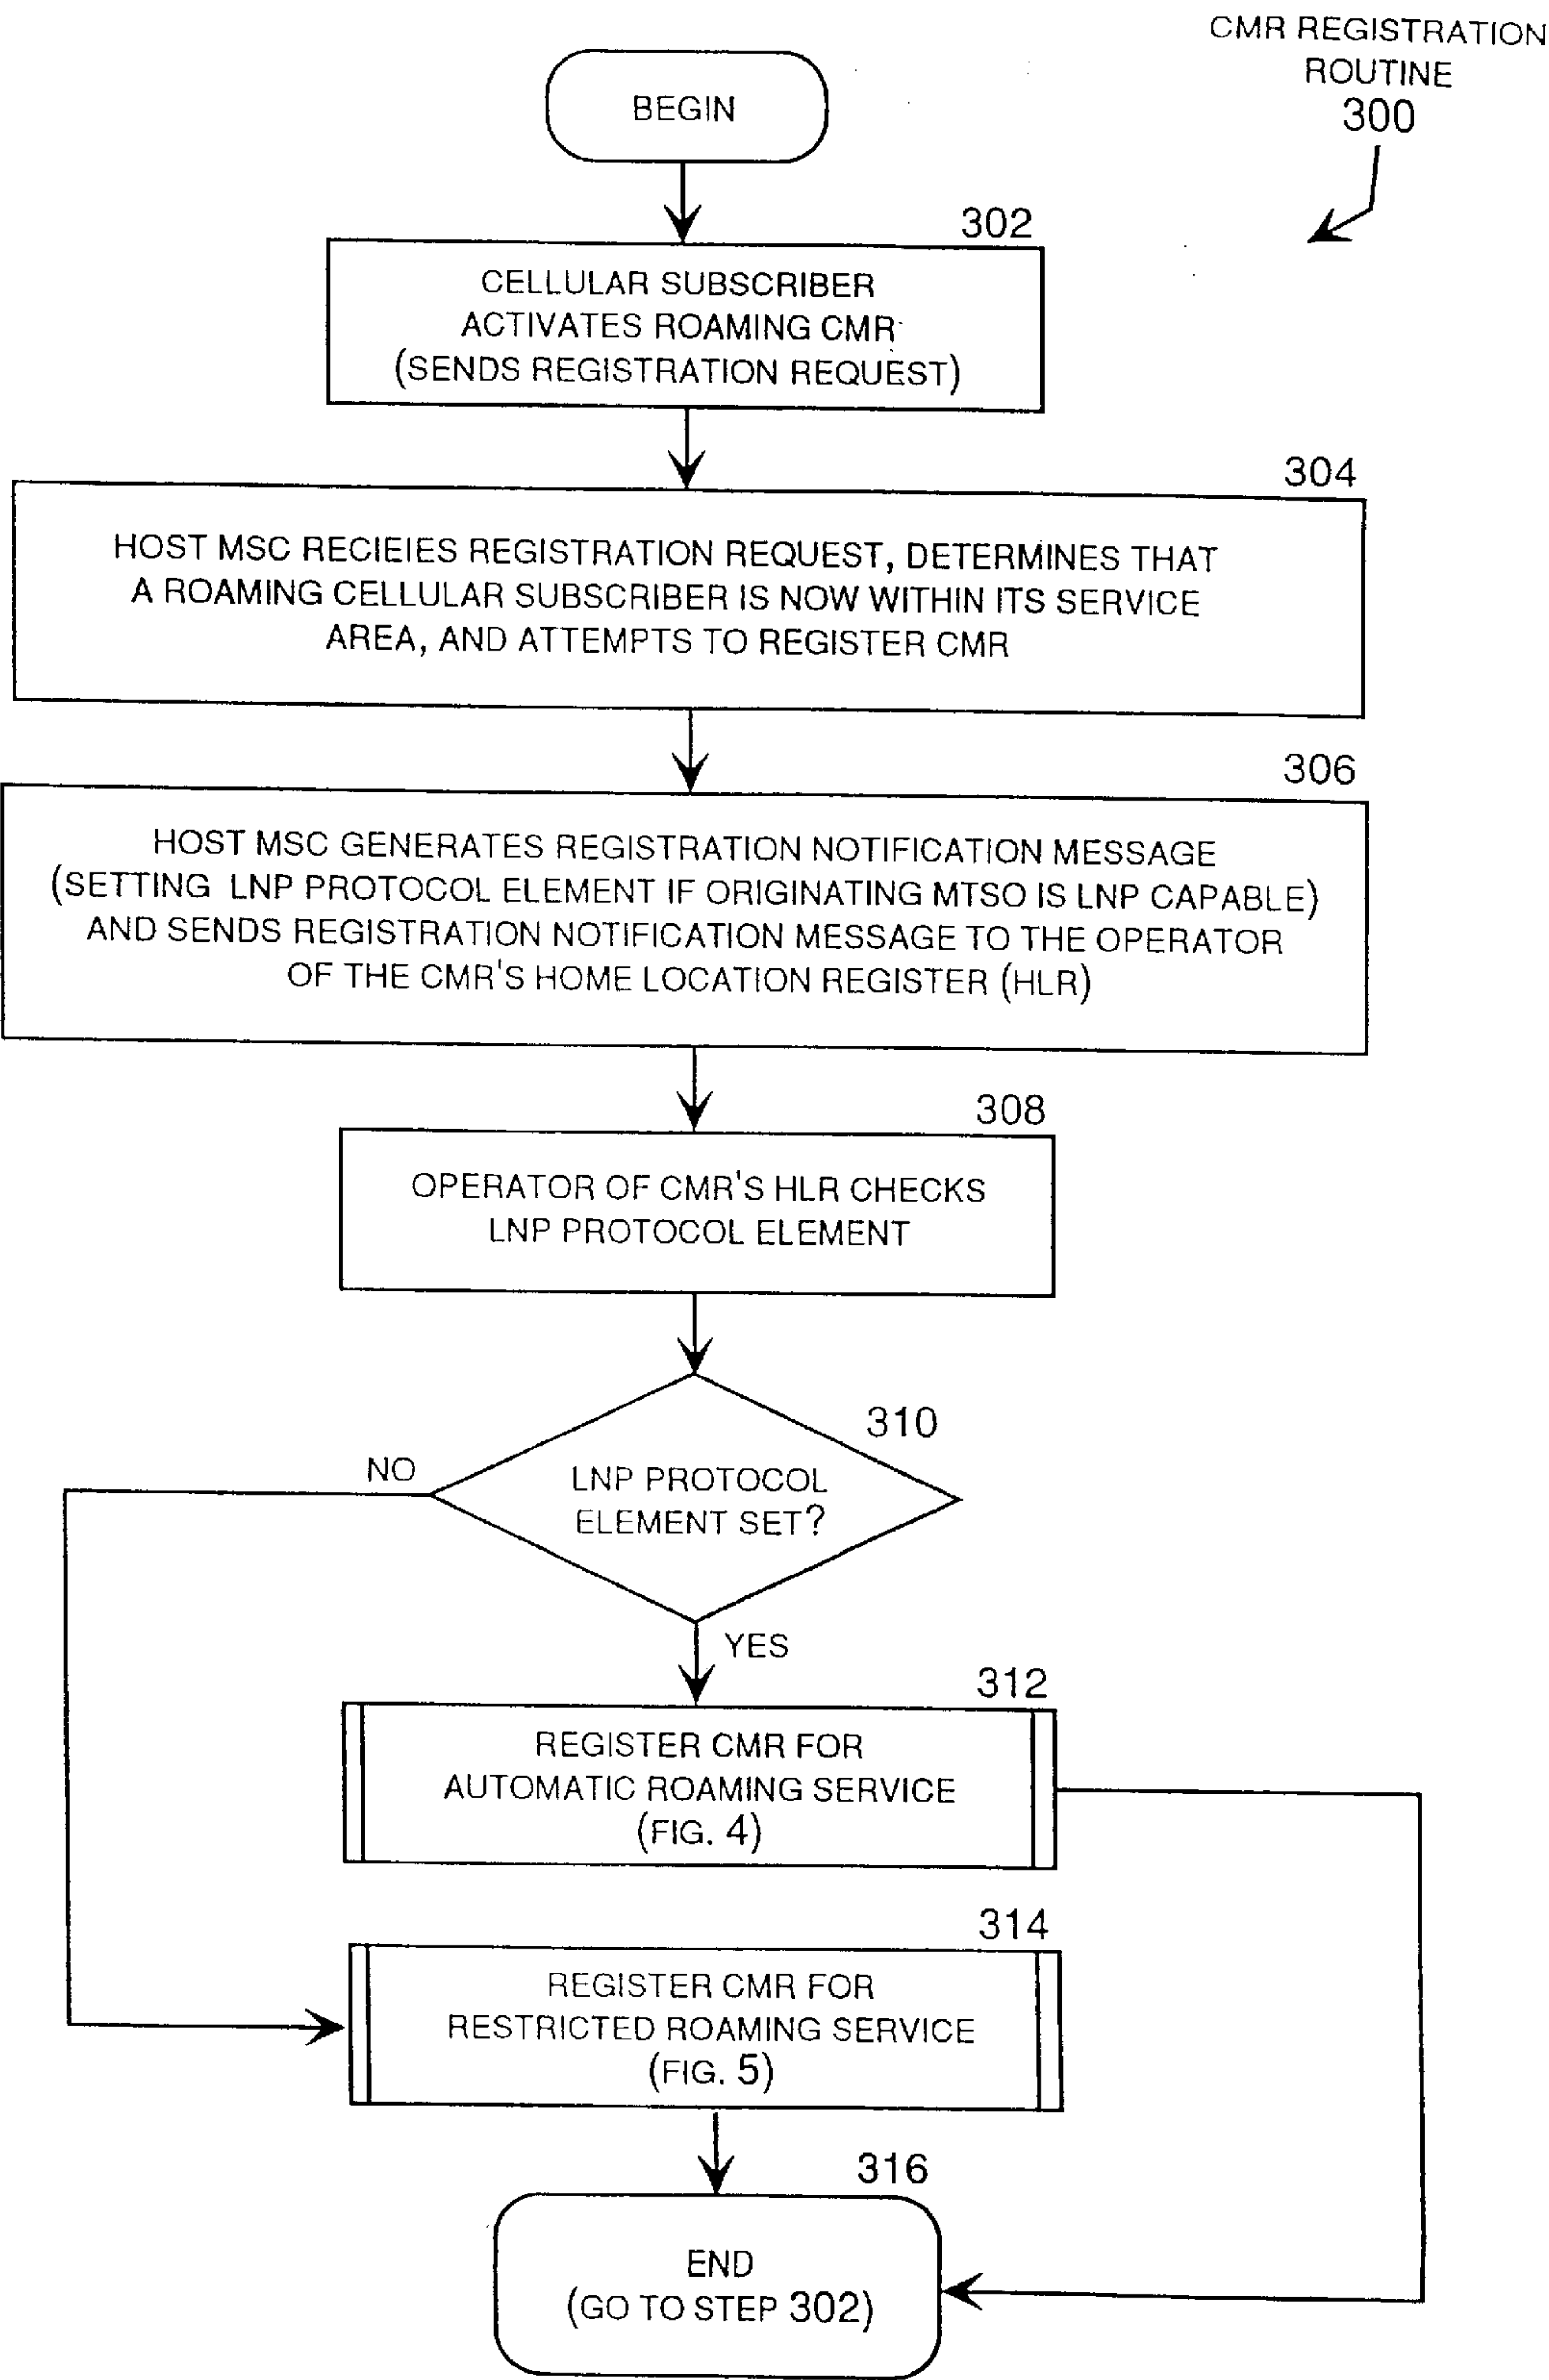 CMR REGISTRATION
ROUTINE
300
BEGIN
302
CELLULAR SUBSCRIBER
ACTIVATES ROAMING CMR
(SENDS REGISTRATION REQUEST)
304
HOST MSC RECIEIES REGISTRATION REQUEST, DETERMINES THAT
A ROAMING CELLULAR SUBSCRIBER IS NOW WITHIN ITS SERVICE
AREA, AND ATTEMPTS TO REGISTER CMR
306
HOST MSC GENERATES REGISTRATION NOTIFICATION MESSAGE
(SETTING LNP PROTOCOL ELEMENT IF ORIGINATING MTSO IS LNP CAPABLE)
AND SENDS REGISTRATION NOTIFICATION MESSAGE TO THE OPERATOR
OF THE CMR'S HOME LOCATION REGISTER (HLR)
308
OPERATOR OF CMR'S HLR CHECKS
LNP PROTOCOL ELEMENT
310
NO
LNP PROTOCOL
ELEMENT SET?
YES
312
REGISTER CMR FOR
AUTOMATIC ROAMING SERVICE
(FIG. 4)
314
REGISTER CMR FOR
RESTRICTED ROAMING SERVICE
(FIG. 5)
316
END
(GO TO STEP 302)